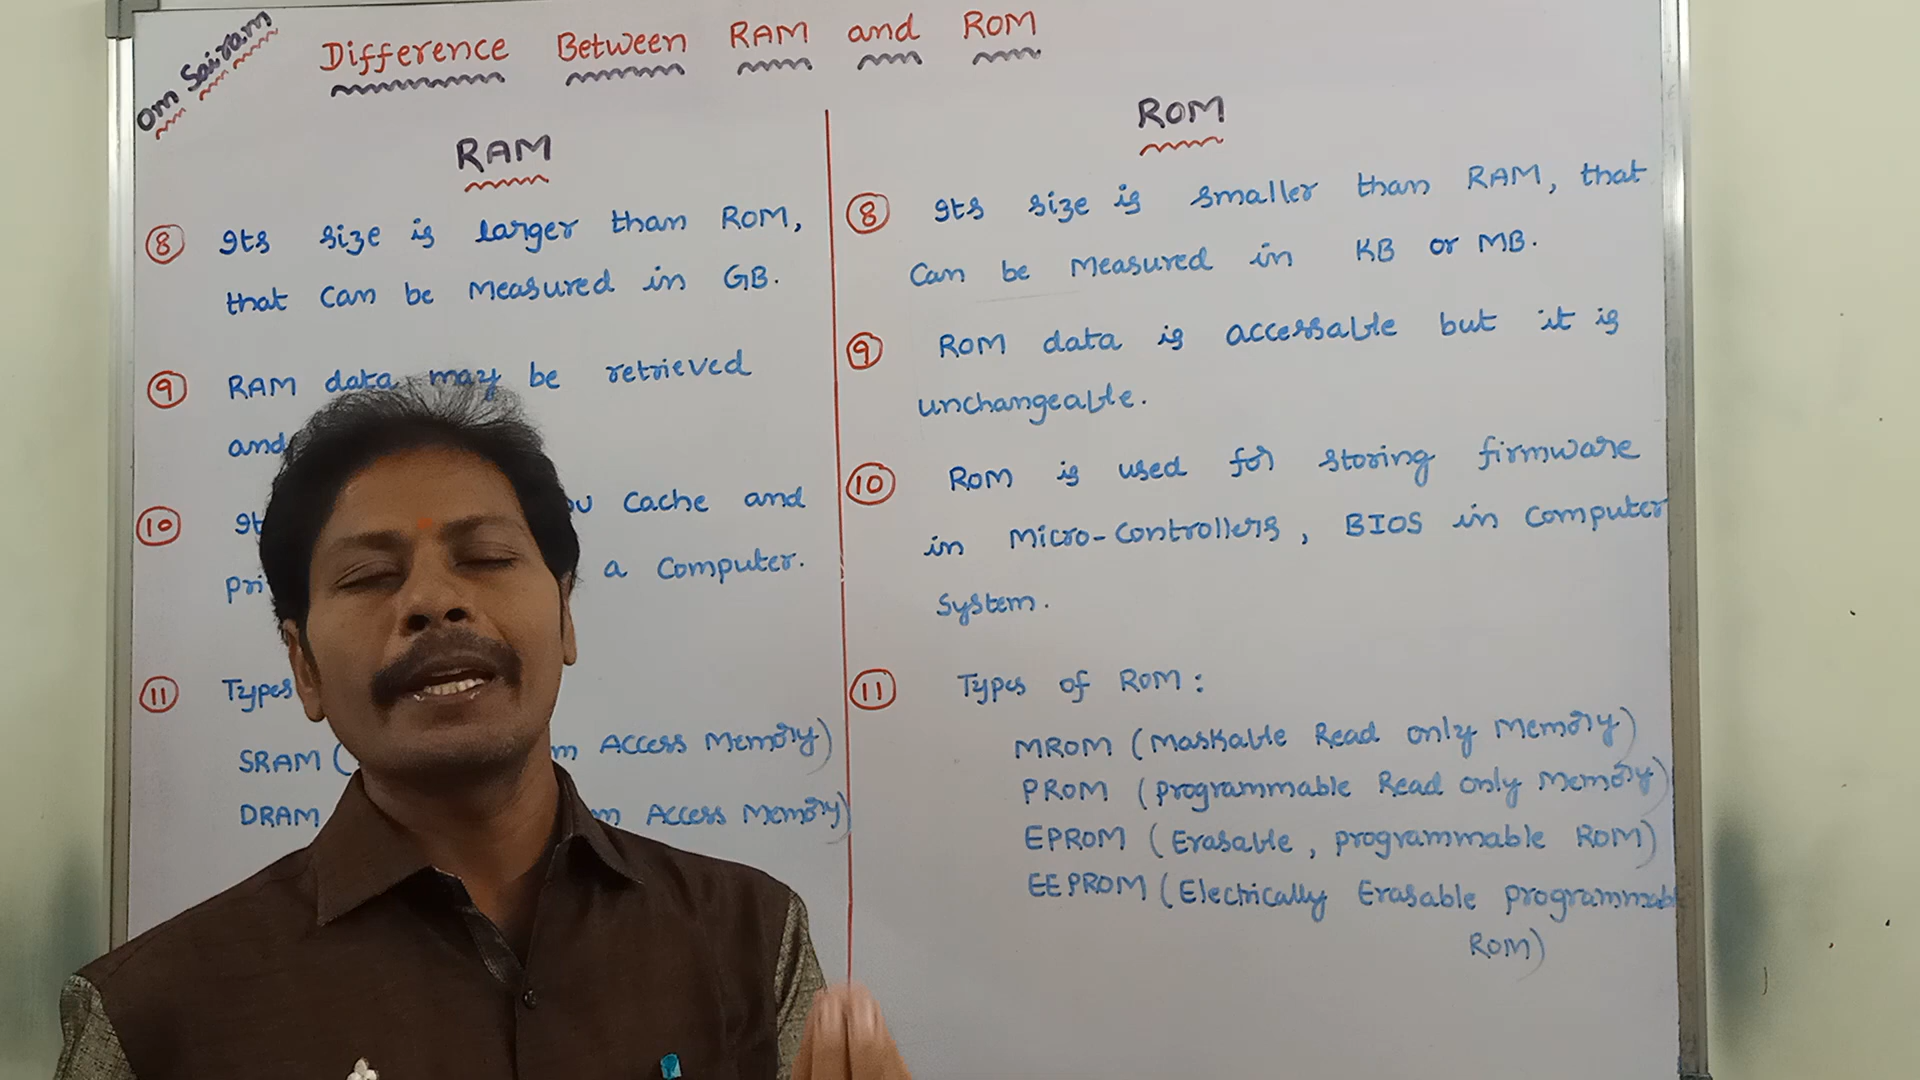 Om Sairam
Difference Between RAM and ROM
RAM
8 Its size is larger than ROM,
that can be measured in GB.
9 RAM data may be retrieved
and
10 It CPU Cache and
pri a computer.
11 Types
SRAM ( Access Memory)
DRAM Access Memory)
ROM
8 Its size is smaller than RAM, that
can be measured in KB or MB.
9 ROM data is accessable but it is
unchangeable.
10 ROM is used for storing firmware
in Micro-controllers, BIOS in computer
system.
11 Types of ROM:
MROM (Maskable Read only Memory)
PROM (programmable Read only Memory)
EPROM (Erasable, programmable ROM)
EEPROM (Electrically Erasable programmable
ROM)